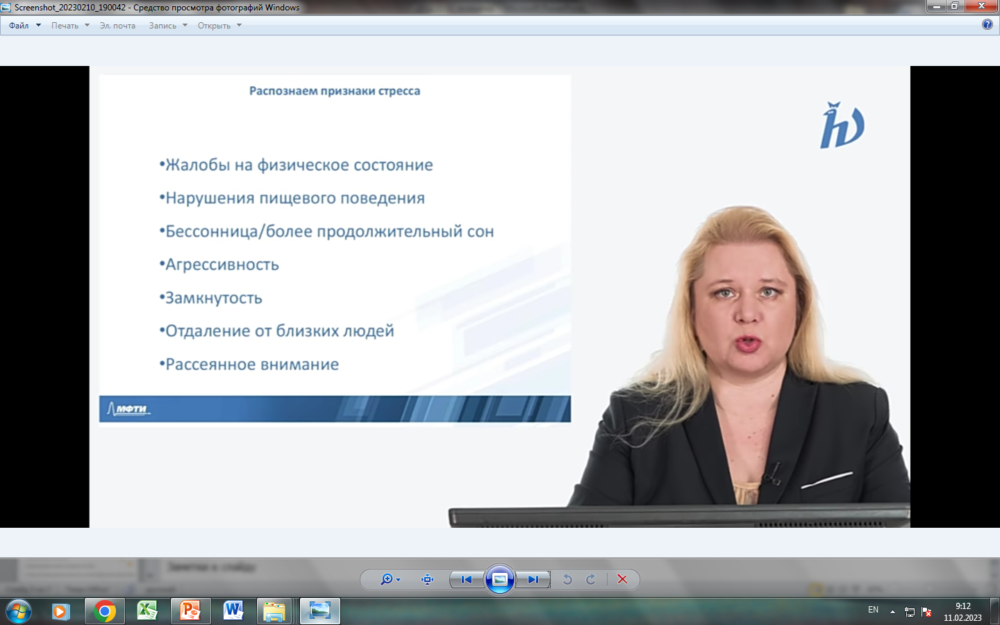 Screenshot_20230210_190042 - Средство просмотра фотографий Windows
Файл Печать Эл. почта Запись Открыть
Распознаем признаки стресса
•Жалобы на физическое состояние
•Нарушения пищевого поведения
•Бессонница/более продолжительный сон
•Агрессивность
•Замкнутость
•Отдаление от близких людей
•Рассеянное внимание
МФТИ
Заметки к слайду
EN
9:12
11.02.2023